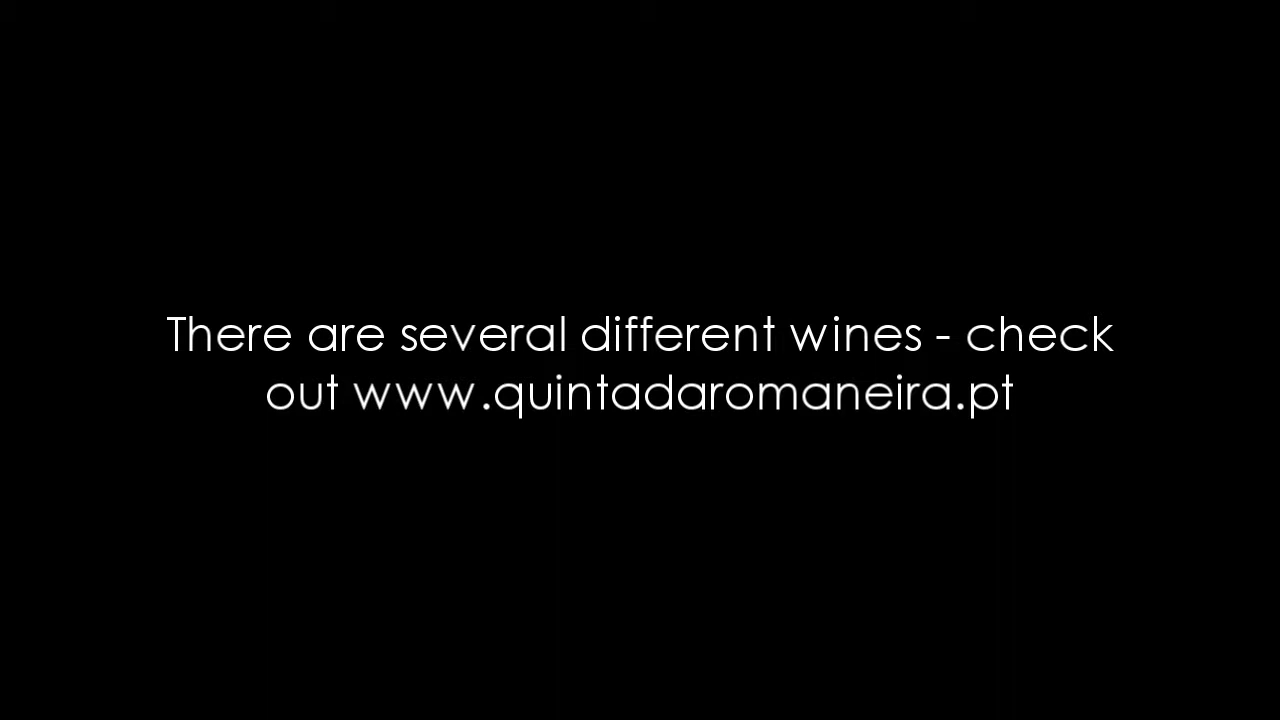 There are several different wines - check
out www.quintadaromaneira.pt